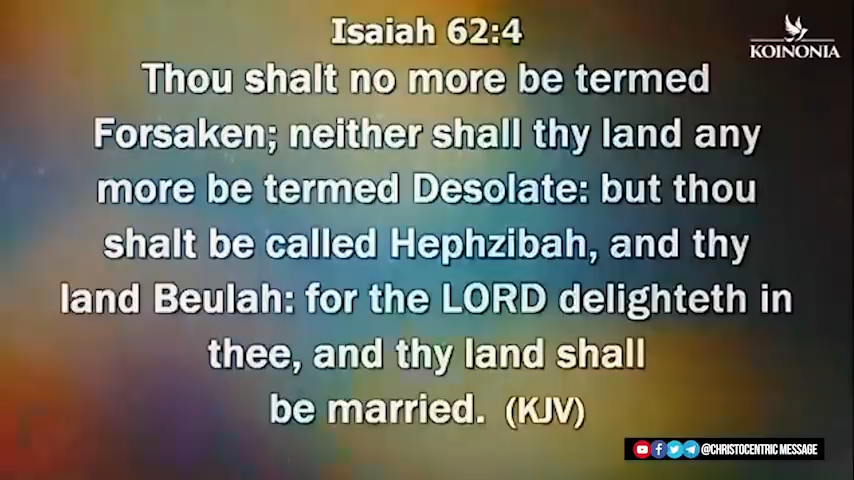 Isaiah 62:4
KOINONIA
Thou shalt no more be termed
Forsaken; neither shall thy land any
more be termed Desolate: but thou
shalt be called Hephzibah, and thy
land Beulah: for the LORD delighteth in
thee, and thy land shall
be married. (KJV)
@CHRISTOCENTRIC MESSAGE